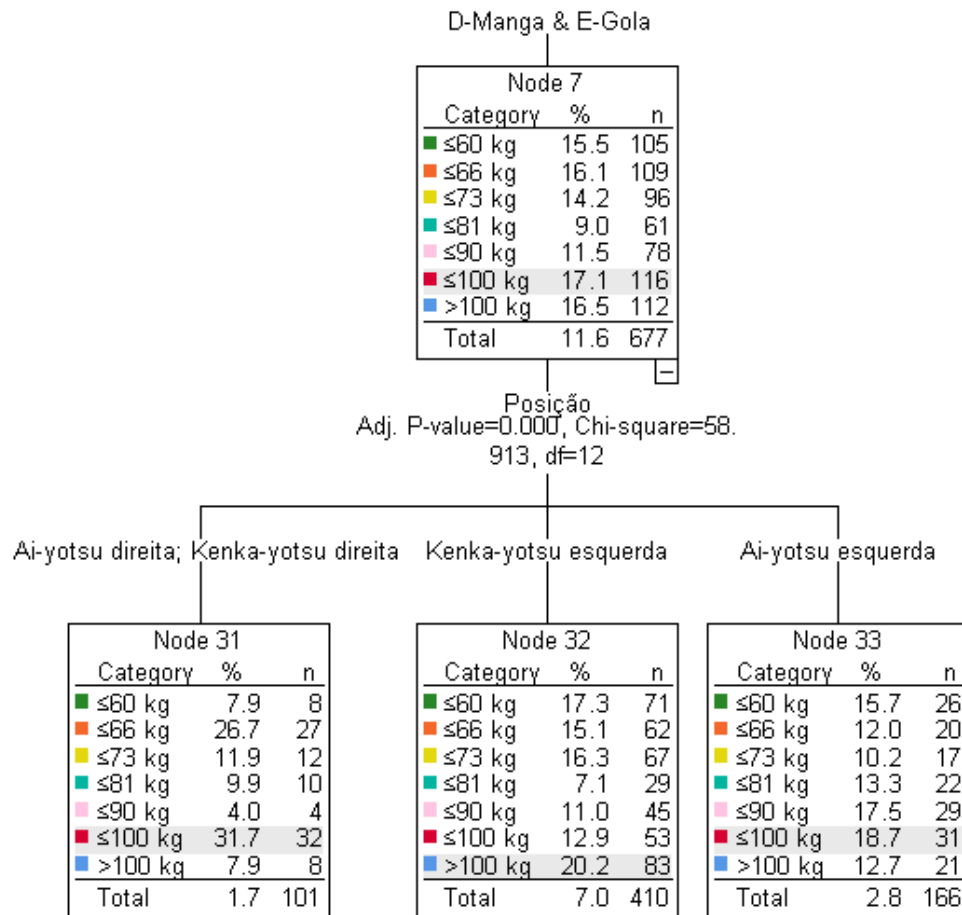 D-Manga & E-Gola
Node 7
Category % n
≤60 kg 15.5 105
≤66 kg 16.1 109
≤73 kg 14.2 96
≤81 kg 9.0 61
≤90 kg 11.5 78
≤100 kg 17.1 116
>100 kg 16.5 112
Total 11.6 677
Posição
Adj. P-value=0.000, Chi-square=58.
913, df=12
Ai-yotsu direita; Kenka-yotsu direita
Kenka-yotsu esquerda
Ai-yotsu esquerda
Node 31
Category % n
≤60 kg 7.9 8
≤66 kg 26.7 27
≤73 kg 11.9 12
≤81 kg 9.9 10
≤90 kg 4.0 4
≤100 kg 31.7 32
>100 kg 7.9 8
Total 1.7 101
Node 32
Category % n
≤60 kg 17.3 71
≤66 kg 15.1 62
≤73 kg 16.3 67
≤81 kg 7.1 29
≤90 kg 11.0 45
≤100 kg 12.9 53
>100 kg 20.2 83
Total 7.0 410
Node 33
Category % n
≤60 kg 15.7 26
≤66 kg 12.0 20
≤73 kg 10.2 17
≤81 kg 13.3 22
≤90 kg 17.5 29
≤100 kg 18.7 31
>100 kg 12.7 21
Total 2.8 166